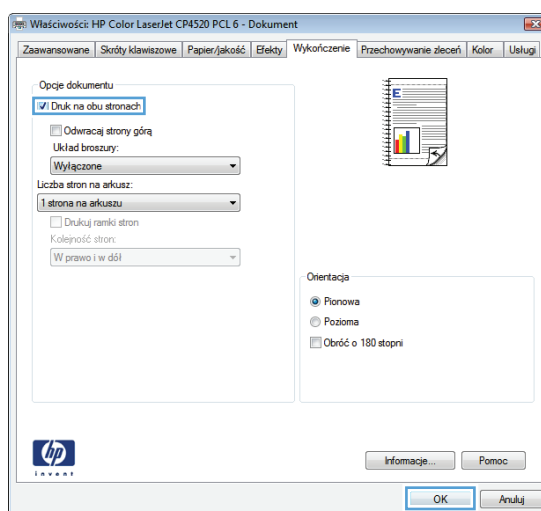 Właściwości: HP Color LaserJet CP4520 PCL 6 - Dokument
Zaawansowane Skróty klawiszowe Papier/jakość Efekty Wykończenie Przechowywanie zleceń Kolor Usługi
Opcje dokumentu
Druk na obu stronach
Odwracaj strony górą
Układ broszury:
Wyłączone
Liczba stron na arkusz:
1 strona na arkuszu
Drukuj ramki stron
Kolejność stron:
W prawo i w dół
E
Orientacja
Pionowa
Pozioma
Obróć o 180 stopni
hp
invent
Informacje... Pomoc
OK Anuluj